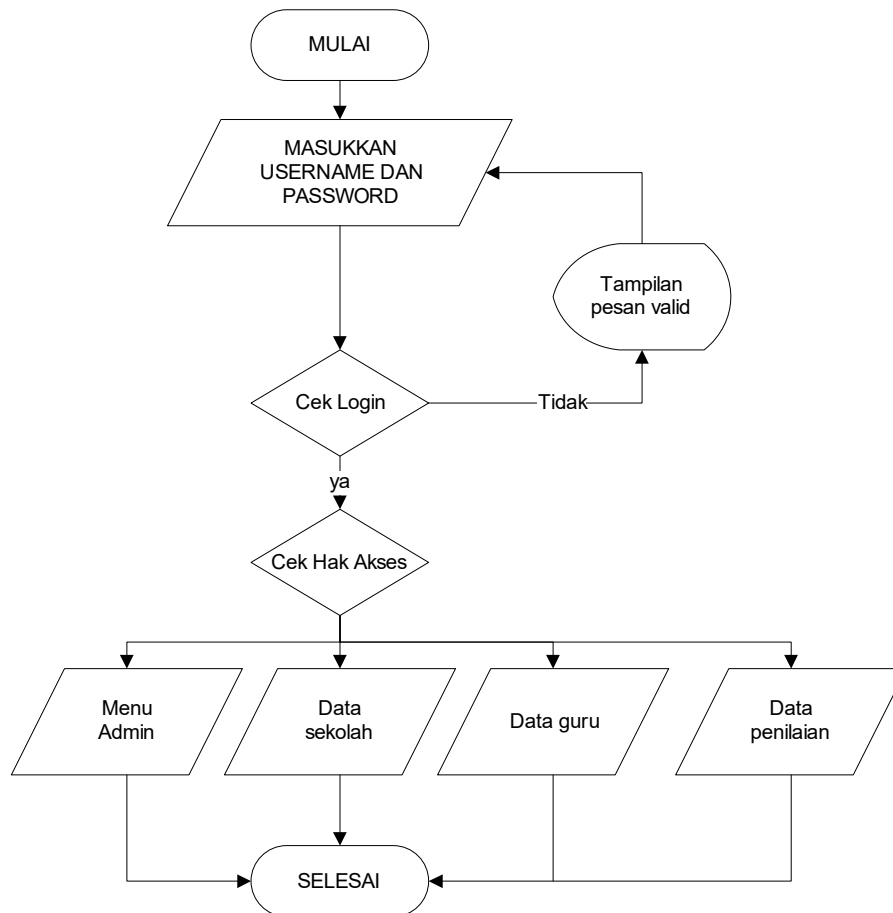 MULAI
MASUKKAN
USERNAME DAN
PASSWORD
Tampilan
pesan valid
Cek Login
Tidak
ya
Cek Hak Akses
Menu
Admin
Data
sekolah
Data guru
Data
penilaian
SELESAI